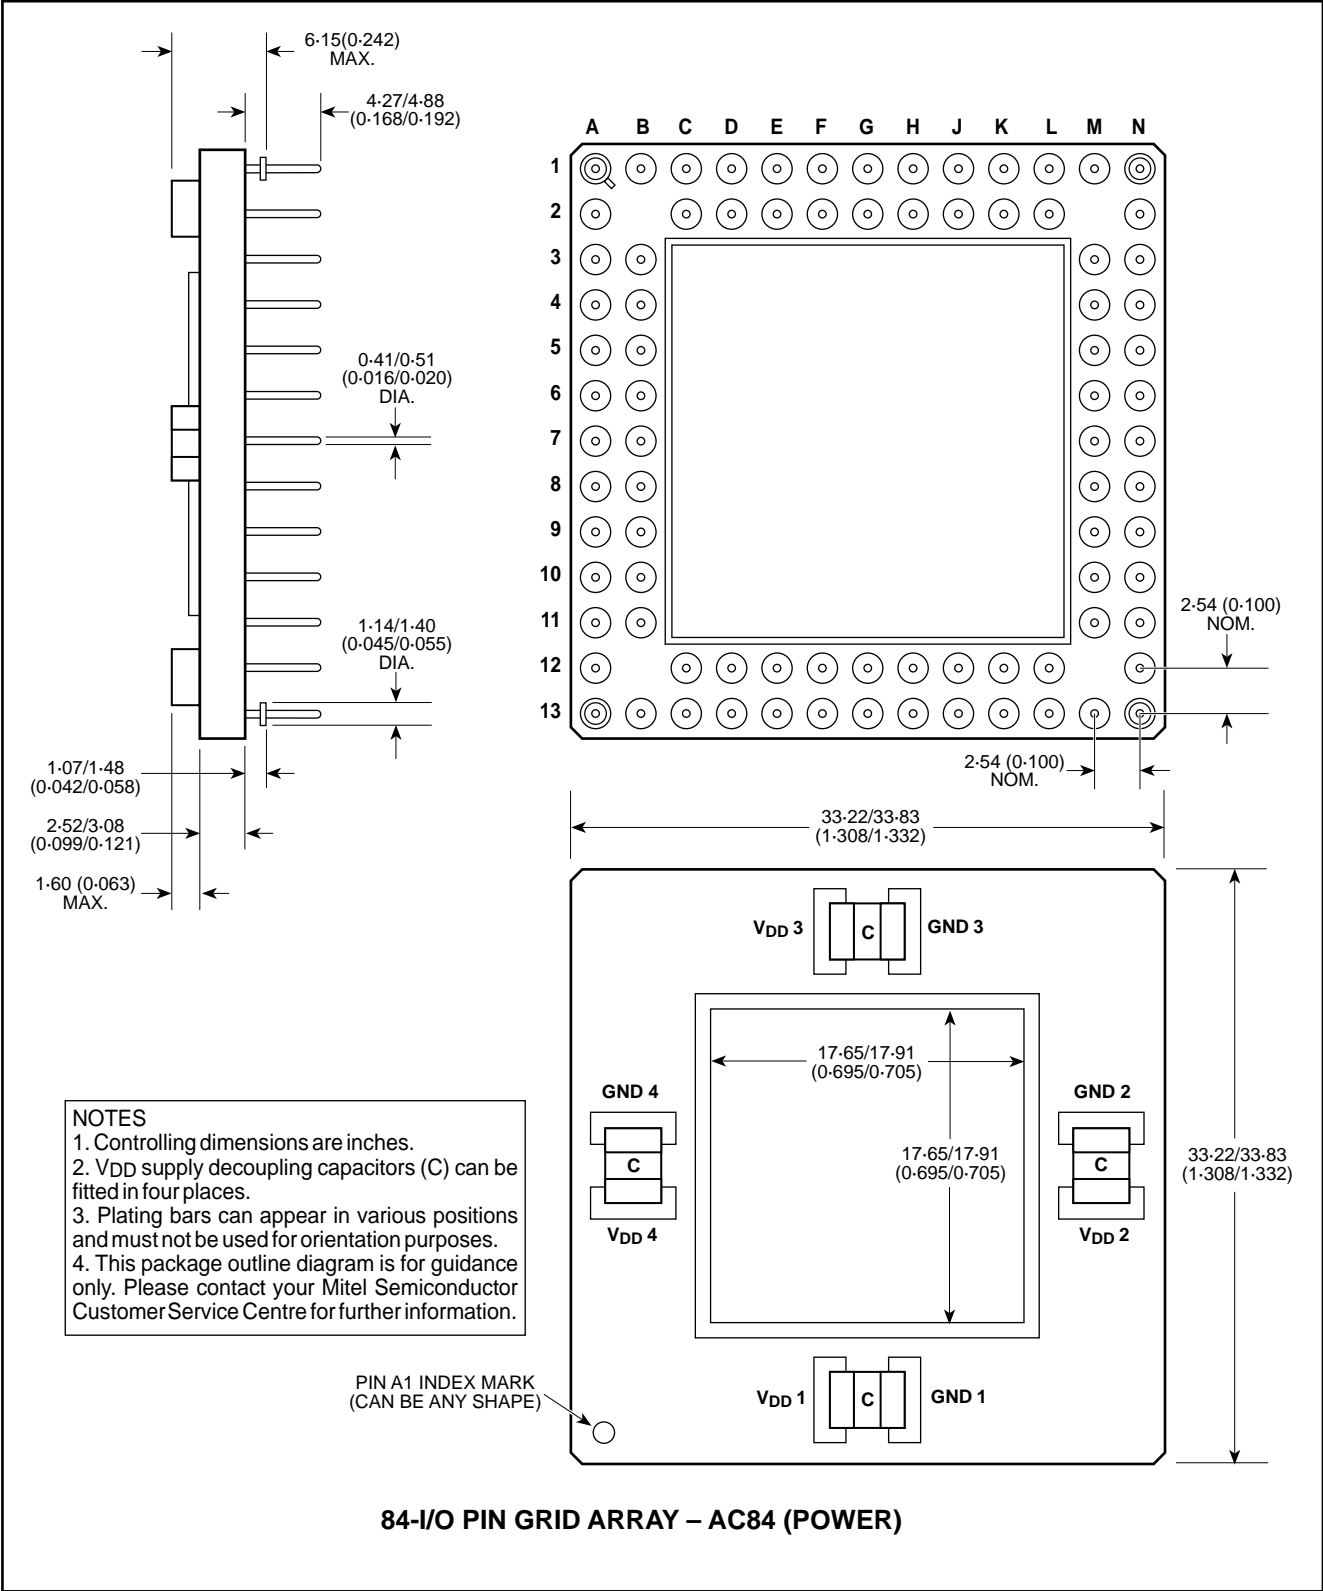 6·15(0·242)
MAX.
4·27/4·88
(0·168/0·192)
A B C D E F G H J K L M N
1
2
3
4
5
6
7
8
9
10
11
12
13
0·41/0·51
(0·016/0·020)
DIA.
1·14/1·40
(0·045/0·055)
DIA.
2·54 (0·100)
NOM.
1·07/1·48
(0·042/0·058)
2·54 (0·100)
NOM.
2·52/3·08
(0·099/0·121)
33·22/33·83
(1·308/1·332)
1·60 (0·063)
MAX.
VDD 3
C
GND 3
17·65/17·91
(0·695/0·705)
GND 4
C
VDD 4
17·65/17·91
(0·695/0·705)
GND 2
C
VDD 2
33·22/33·83
(1·308/1·332)
NOTES
1. Controlling dimensions are inches.
2. VDD supply decoupling capacitors (C) can be
fitted in four places.
3. Plating bars can appear in various positions
and must not be used for orientation purposes.
4. This package outline diagram is for guidance
only. Please contact your Mitel Semiconductor
Customer Service Centre for further information.
PIN A1 INDEX MARK
(CAN BE ANY SHAPE)
VDD 1
C
GND 1
84-I/O PIN GRID ARRAY – AC84 (POWER)